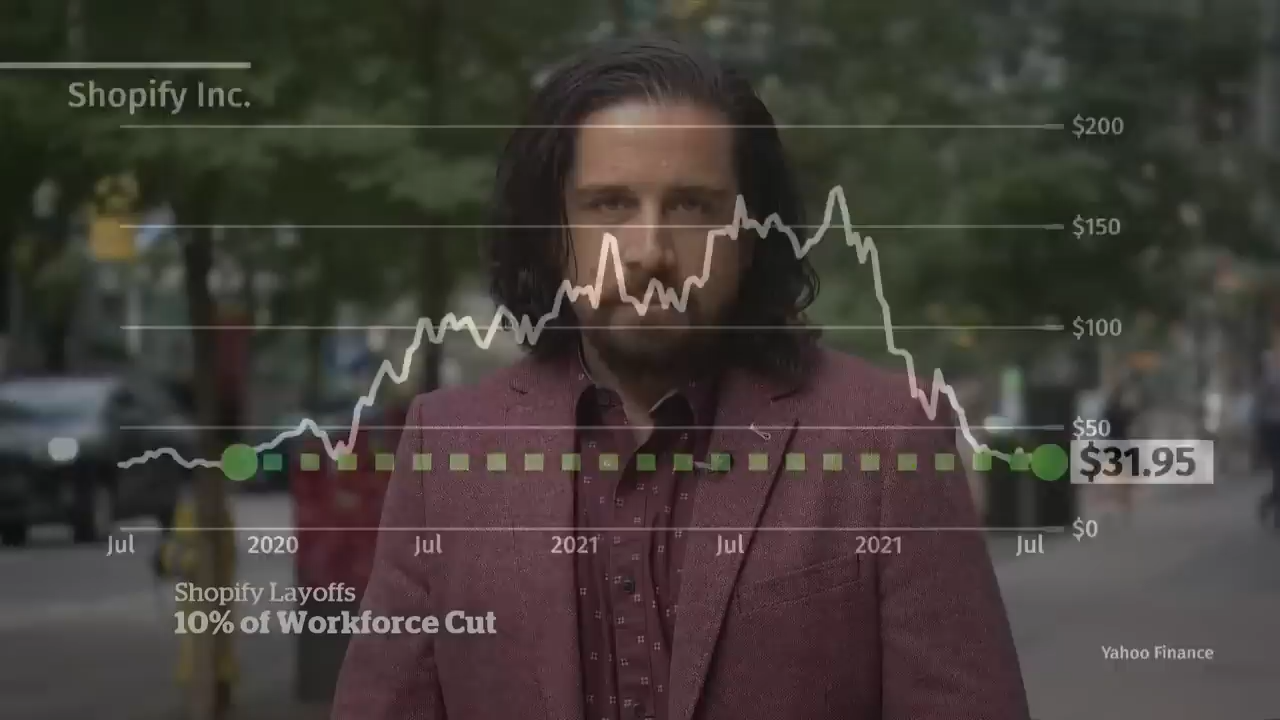 Shopify Inc.
$200
$150
$100
$50
$31.95
$0
Jul 2020 Jul 2021 Jul 2021 Jul
Shopify Layoffs
10% of Workforce Cut
Yahoo Finance